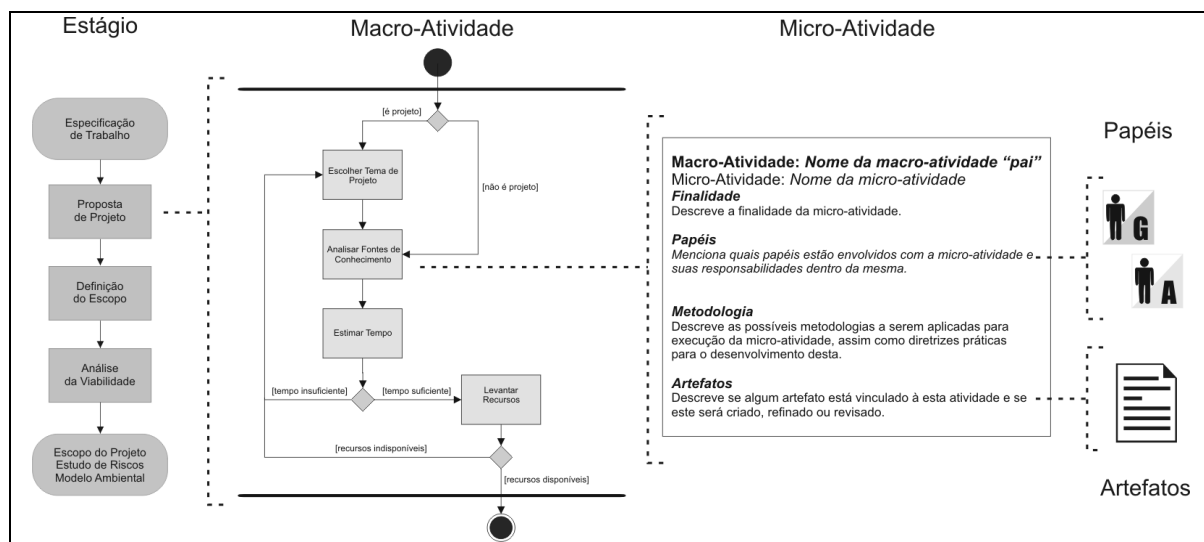 Estágio
Especificação
de Trabalho
Proposta
de Projeto
Definição
do Escopo
Análise
da Viabilidade
Escopo do Projeto
Estudo de Riscos
Modelo Ambiental
Macro-Atividade
[é projeto]
Escolher Tema de
Projeto
[não é projeto]
Analisar Fontes de
Conhecimento
Estimar Tempo
[tempo insuficiente]
[tempo suficiente]
Levantar
Recursos
[recursos indisponíveis]
[recursos disponíveis]
Micro-Atividade
Macro-Atividade: Nome da macro-atividade “pai”
Micro-Atividade: Nome da micro-atividade
Finalidade
Descreve a finalidade da micro-atividade.
Papéis
Menciona quais papéis estão envolvidos com a micro-atividade e
suas responsabilidades dentro da mesma.
Metodologia
Descreve as possíveis metodologias a serem aplicadas para
execução da micro-atividade, assim como diretrizes práticas
para o desenvolvimento desta.
Artefatos
Descreve se algum artefato está vinculado à esta atividade e se
este será criado, refinado ou revisado.
Papéis
G
A
Artefatos